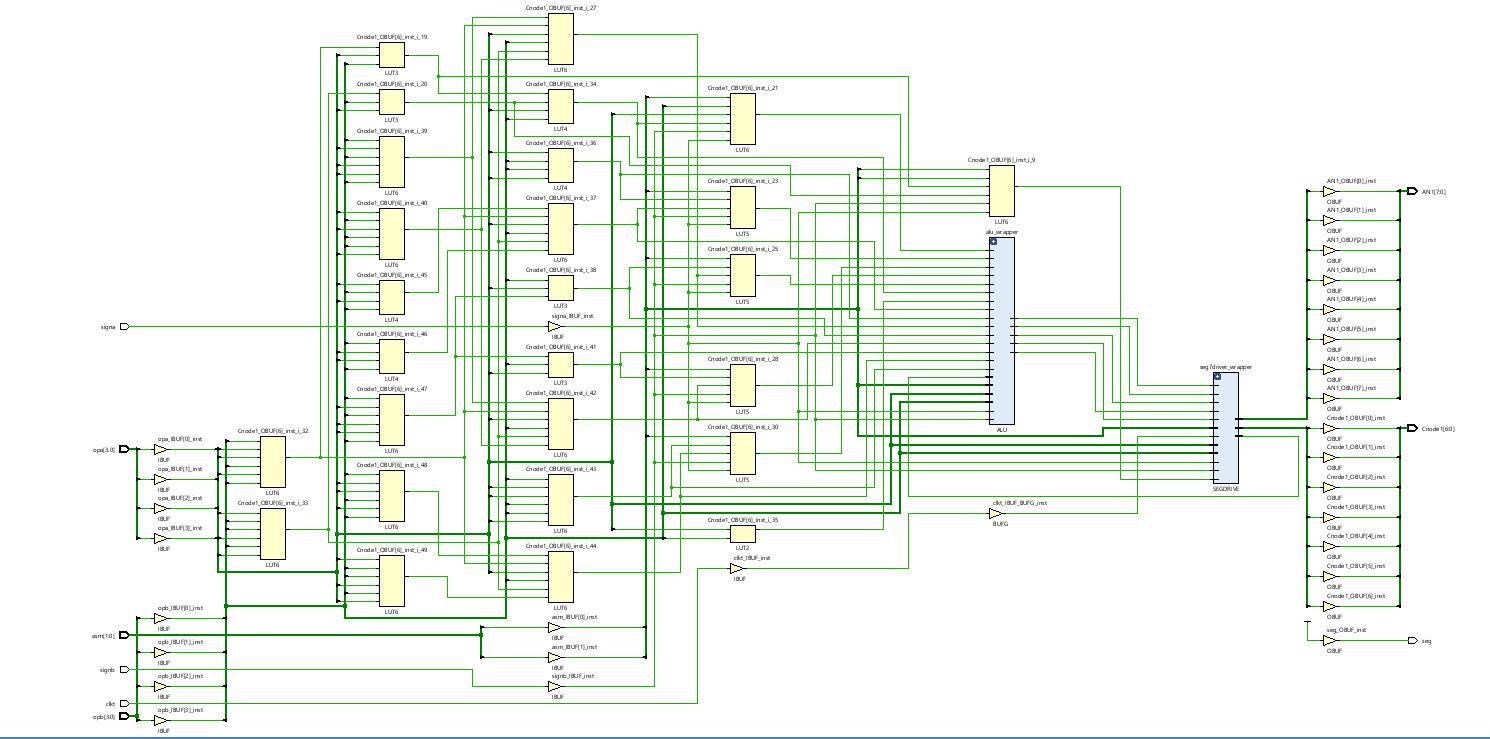 signa
opa[3:0]
asm[1:0]
signb
clkt
opb[3:0]
opa_IBUF[0]_inst
IBUF
opa_IBUF[1]_inst
IBUF
opa_IBUF[2]_inst
IBUF
opa_IBUF[3]_inst
IBUF
opb_IBUF[0]_inst
IBUF
opb_IBUF[1]_inst
IBUF
opb_IBUF[2]_inst
IBUF
opb_IBUF[3]_inst
IBUF
Cnode1_OBUF[6]_inst_i_32
LUT6
Cnode1_OBUF[6]_inst_i_33
LUT6
Cnode1_OBUF[6]_inst_i_19
LUT3
Cnode1_OBUF[6]_inst_i_20
LUT3
Cnode1_OBUF[6]_inst_i_39
LUT6
Cnode1_OBUF[6]_inst_i_40
LUT6
Cnode1_OBUF[6]_inst_i_45
LUT4
Cnode1_OBUF[6]_inst_i_46
LUT4
Cnode1_OBUF[6]_inst_i_47
LUT6
Cnode1_OBUF[6]_inst_i_48
LUT6
Cnode1_OBUF[6]_inst_i_49
LUT6
Cnode1_OBUF[6]_inst_i_27
LUT6
Cnode1_OBUF[6]_inst_i_34
LUT4
Cnode1_OBUF[6]_inst_i_36
LUT4
Cnode1_OBUF[6]_inst_i_37
LUT6
Cnode1_OBUF[6]_inst_i_38
LUT3
signa_IBUF_inst
IBUF
Cnode1_OBUF[6]_inst_i_41
LUT3
Cnode1_OBUF[6]_inst_i_42
LUT6
Cnode1_OBUF[6]_inst_i_43
LUT6
Cnode1_OBUF[6]_inst_i_44
LUT6
asm_IBUF[0]_inst
IBUF
asm_IBUF[1]_inst
IBUF
signb_IBUF_inst
IBUF
Cnode1_OBUF[6]_inst_i_21
LUT6
Cnode1_OBUF[6]_inst_i_23
LUT5
Cnode1_OBUF[6]_inst_i_25
LUT5
Cnode1_OBUF[6]_inst_i_28
LUT5
Cnode1_OBUF[6]_inst_i_30
LUT5
Cnode1_OBUF[6]_inst_i_35
LUT2
clkt_IBUF_inst
IBUF
Cnode1_OBUF[6]_inst_i_9
LUT6
alu_wrapper
ALU
clkt_IBUF_BUFG_inst
BUFG
seg7driver_wrapper
SEGDRIVE
AN1_OBUF[0]_inst
OBUF
AN1_OBUF[1]_inst
OBUF
AN1_OBUF[2]_inst
OBUF
AN1_OBUF[3]_inst
OBUF
AN1_OBUF[4]_inst
OBUF
AN1_OBUF[5]_inst
OBUF
AN1_OBUF[6]_inst
OBUF
AN1_OBUF[7]_inst
OBUF
Cnode1_OBUF[0]_inst
OBUF
Cnode1_OBUF[1]_inst
OBUF
Cnode1_OBUF[2]_inst
OBUF
Cnode1_OBUF[3]_inst
OBUF
Cnode1_OBUF[4]_inst
OBUF
Cnode1_OBUF[5]_inst
OBUF
Cnode1_OBUF[6]_inst
OBUF
seg_OBUF_inst
OBUF
AN1[7:0]
Cnode1[6:0]
seg